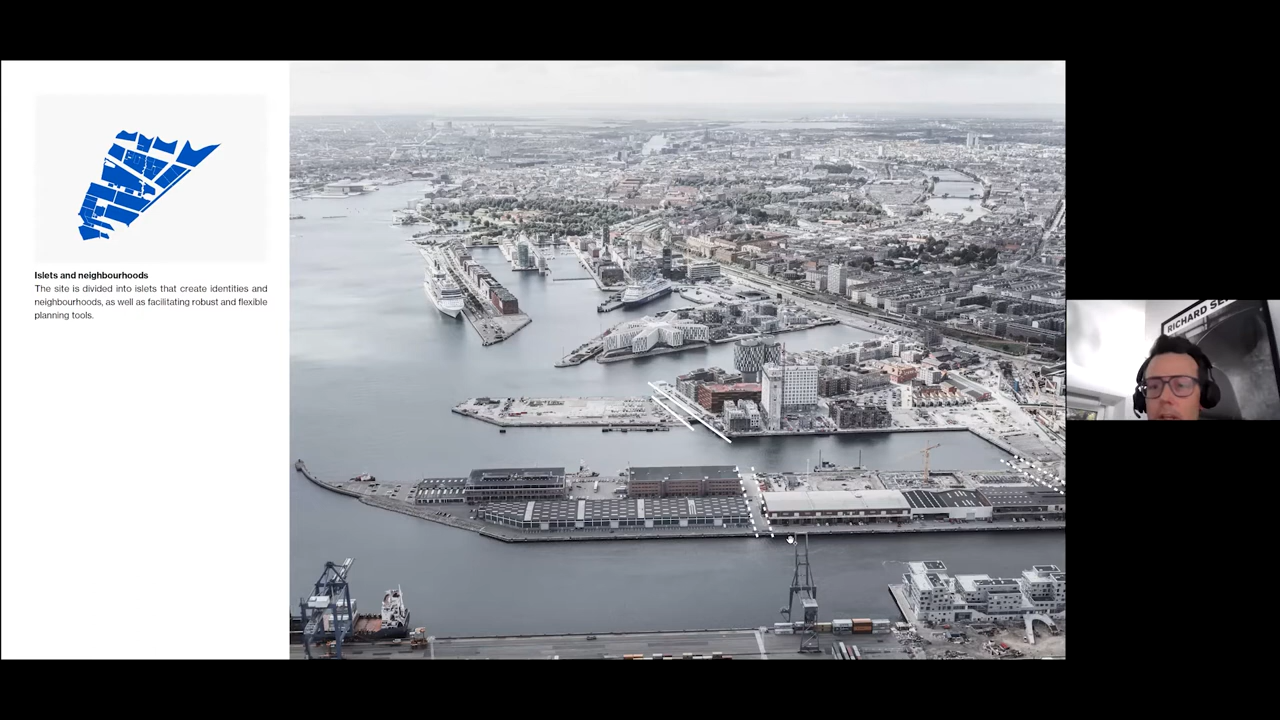 Islets and neighbourhoods
The site is divided into islets that create identities and
neighbourhoods, as well as facilitating robust and flexible
planning tools.
RICHARD SE